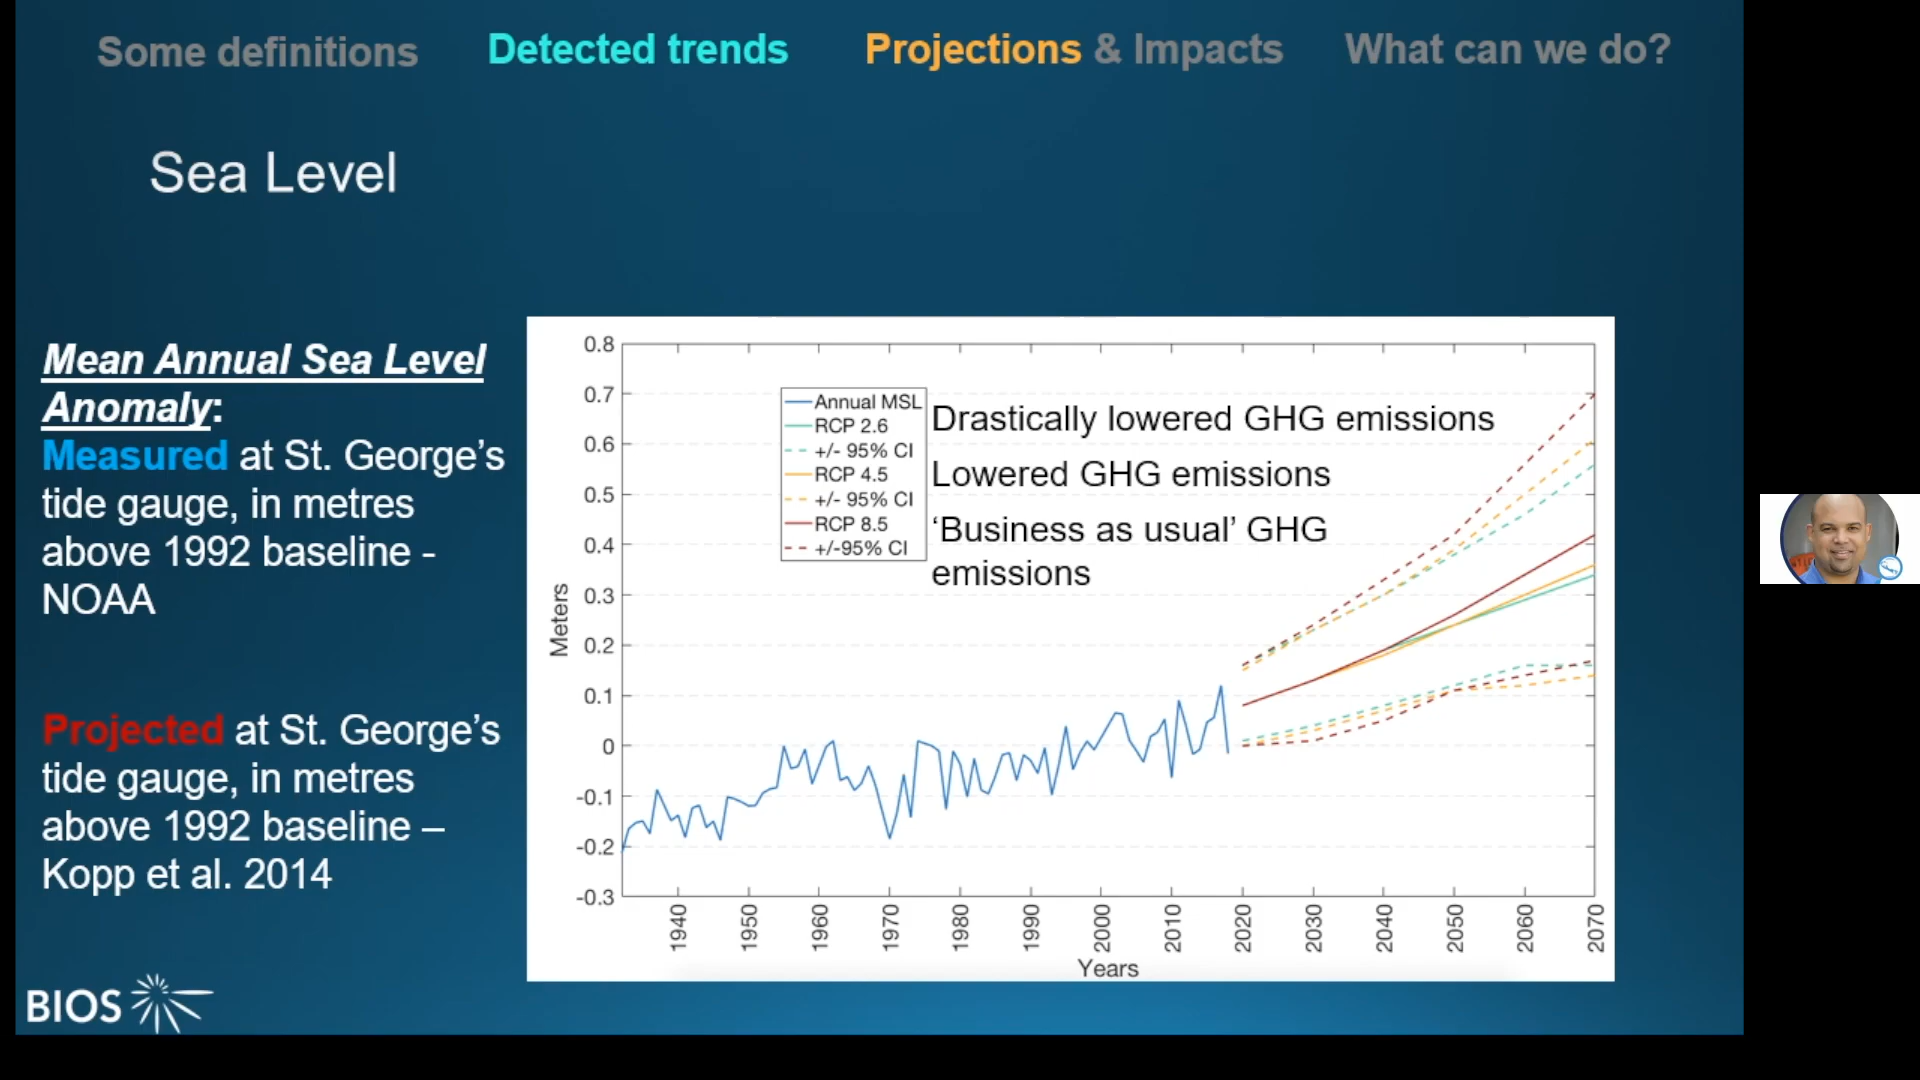 Some definitions Detected trends Projections & Impacts What can we do?
Sea Level
Mean Annual Sea Level
Anomaly:
Measured at St. George’s
tide gauge, in metres
above 1992 baseline -
NOAA
Projected at St. George’s
tide gauge, in metres
above 1992 baseline –
Kopp et al. 2014
BIOS
0.8
0.7
0.6
0.5
0.4
0.3
0.2
0.1
0
-0.1
-0.2
-0.3
Meters
Annual MSL
RCP 2.6
+/- 95% CI
RCP 4.5
+/- 95% CI
RCP 8.5
+/-95% CI
Drastically lowered GHG emissions
Lowered GHG emissions
‘Business as usual’ GHG
emissions
1940 1950 1960 1970 1980 1990 2000 2010 2020 2030 2040 2050 2060 2070
Years